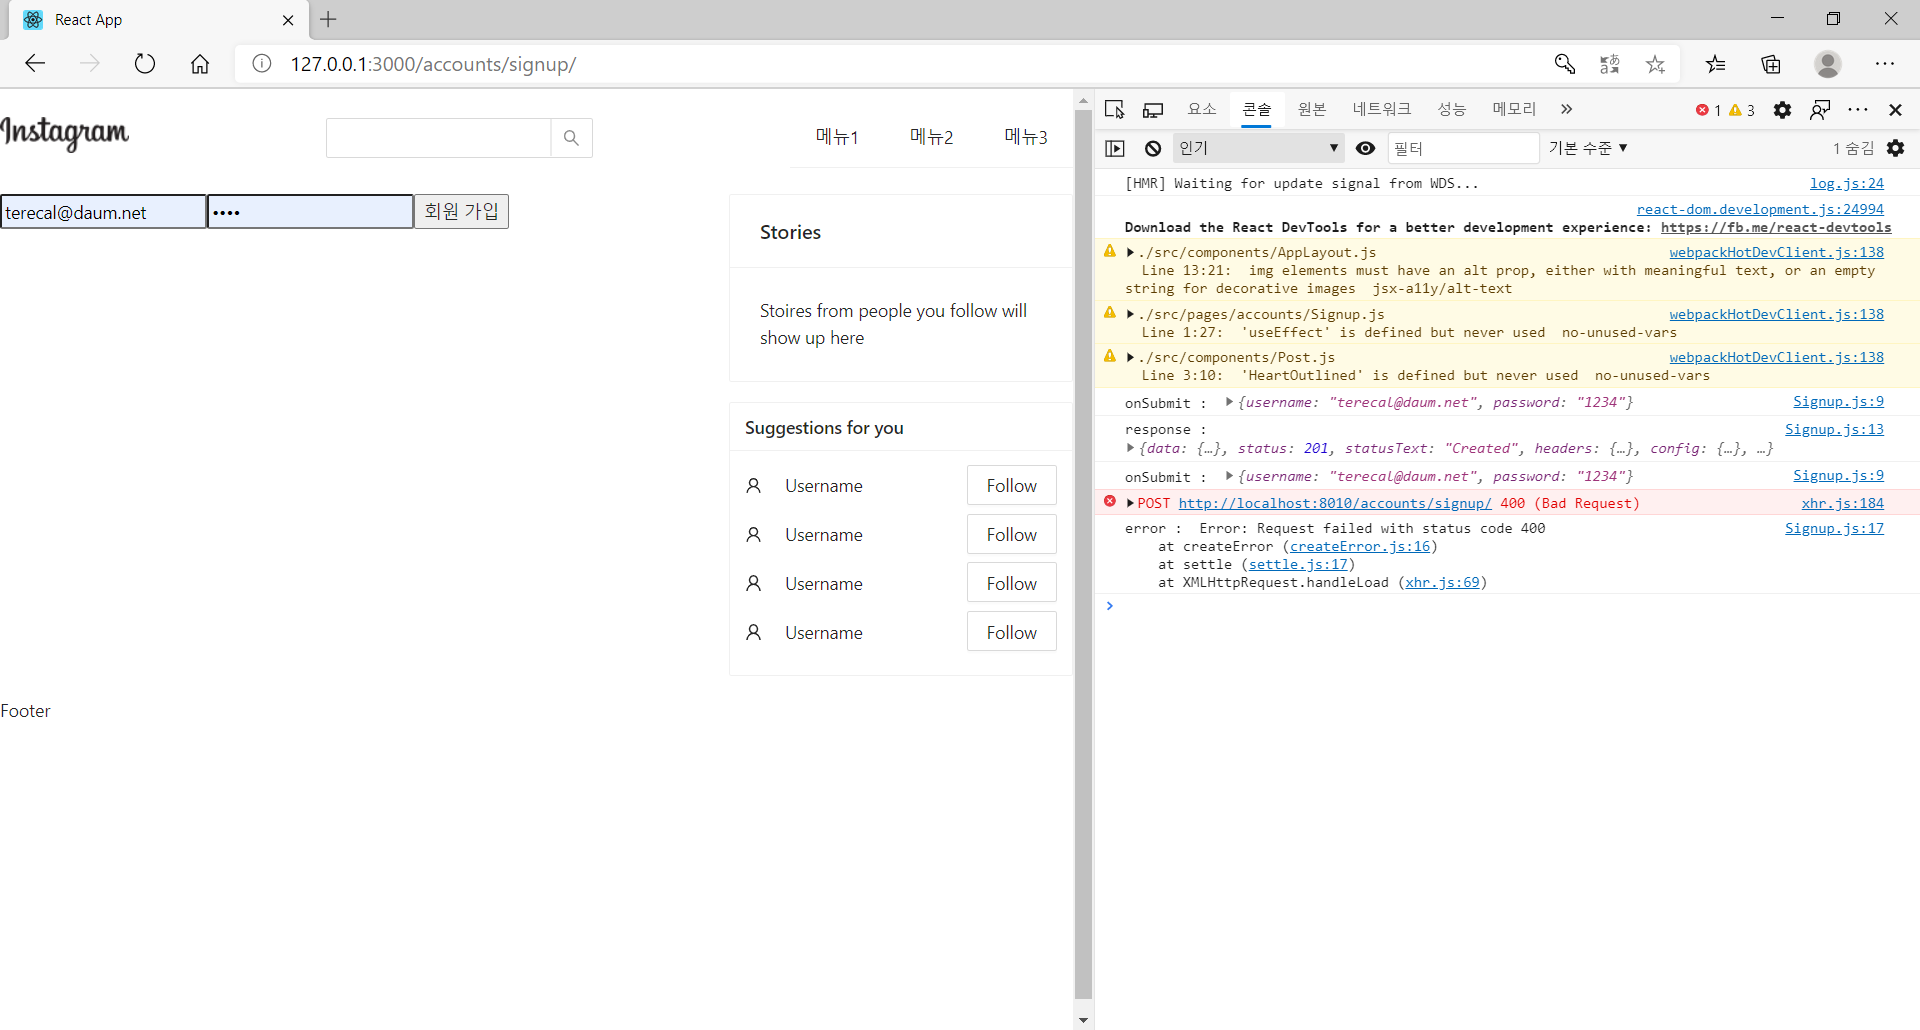 React App
127.0.0.1:3000/accounts/signup/
Instagram
메뉴1 메뉴2 메뉴3
terecal@daum.net •••• 회원 가입
Stories
Stoires from people you follow will
show up here
Suggestions for you
Username Follow
Username Follow
Username Follow
Username Follow
Footer
요소 콘솔 원본 네트워크 성능 메모리 » 1 3
인기 필터 기본 수준 ▼ 1 숨김
[HMR] Waiting for update signal from WDS... log.js:24
react-dom.development.js:24994
Download the React DevTools for a better development experience: https://fb.me/react-devtools
./src/components/AppLayout.js webpackHotDevClient.js:138
Line 13:21:  img elements must have an alt prop, either with meaningful text, or an empty
string for decorative images  jsx-a11y/alt-text
./src/pages/accounts/Signup.js webpackHotDevClient.js:138
Line 1:27:  'useEffect' is defined but never used  no-unused-vars
./src/components/Post.js webpackHotDevClient.js:138
Line 3:10:  'HeartOutlined' is defined but never used  no-unused-vars
onSubmit :  {username: "terecal@daum.net", password: "1234"} Signup.js:9
response : Signup.js:13
{data: {…}, status: 201, statusText: "Created", headers: {…}, config: {…}, …}
onSubmit :  {username: "terecal@daum.net", password: "1234"} Signup.js:9
POST http://localhost:8010/accounts/signup/ 400 (Bad Request) xhr.js:184
error :  Error: Request failed with status code 400 Signup.js:17
at createError (createError.js:16)
at settle (settle.js:17)
at XMLHttpRequest.handleLoad (xhr.js:69)